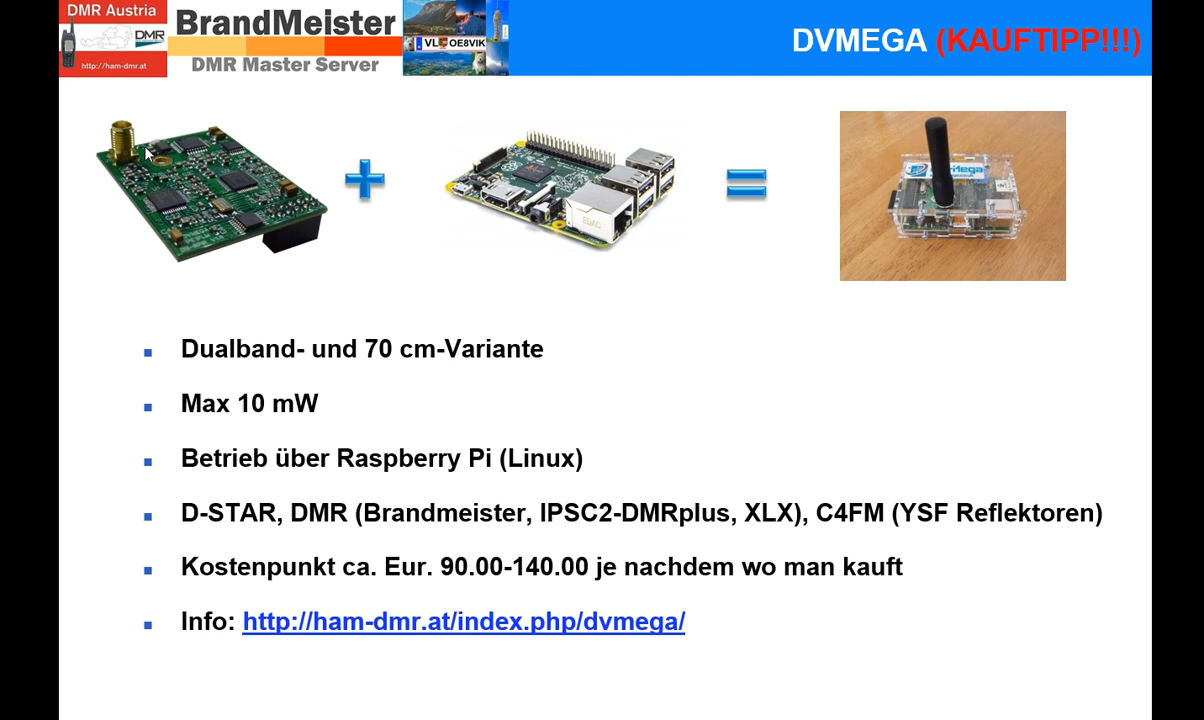 DMR Austria
DMR
http://ham-dmr.at
BrandMeister
DMR Master Server
OE8VIK
DVMEGA (KAUFTIPP!!!)
Dualband- und 70 cm-Variante
Max 10 mW
Betrieb über Raspberry Pi (Linux)
D-STAR, DMR (Brandmeister, IPSC2-DMRplus, XLX), C4FM (YSF Reflektoren)
Kostenpunkt ca. Eur. 90.00-140.00 je nachdem wo man kauft
Info: http://ham-dmr.at/index.php/dvmega/